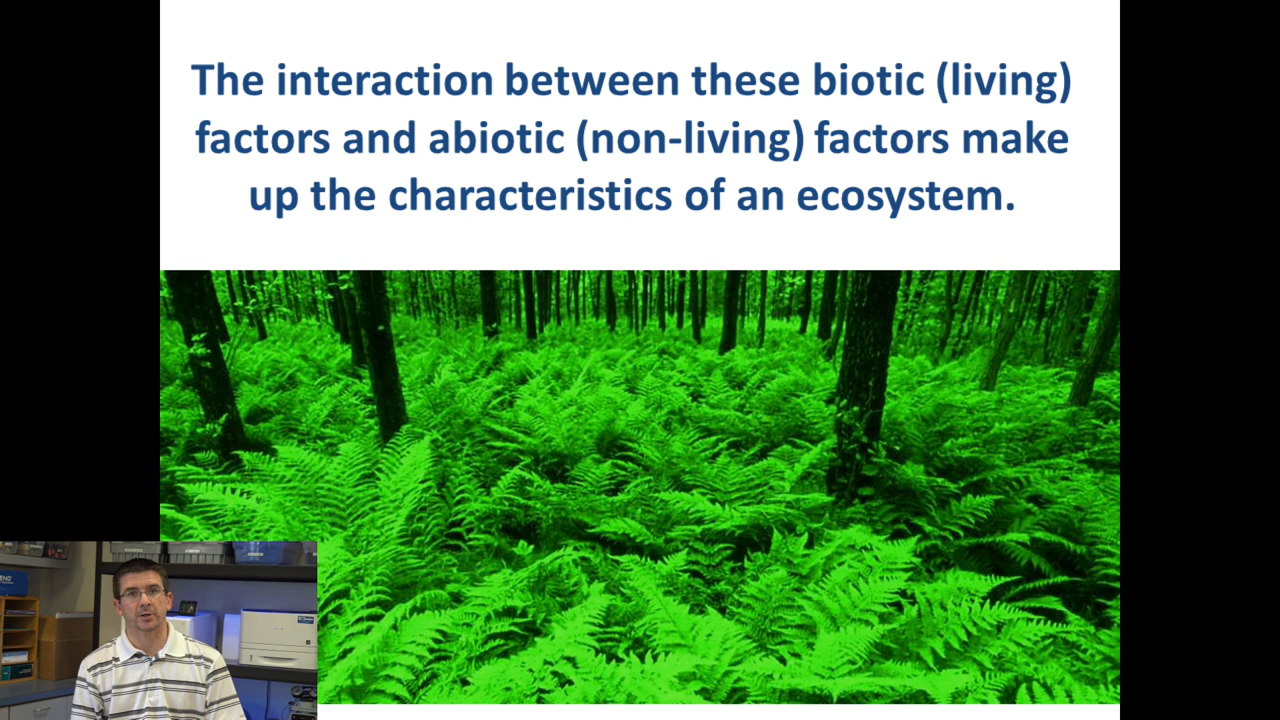 The interaction between these biotic (living)
factors and abiotic (non-living) factors make
up the characteristics of an ecosystem.